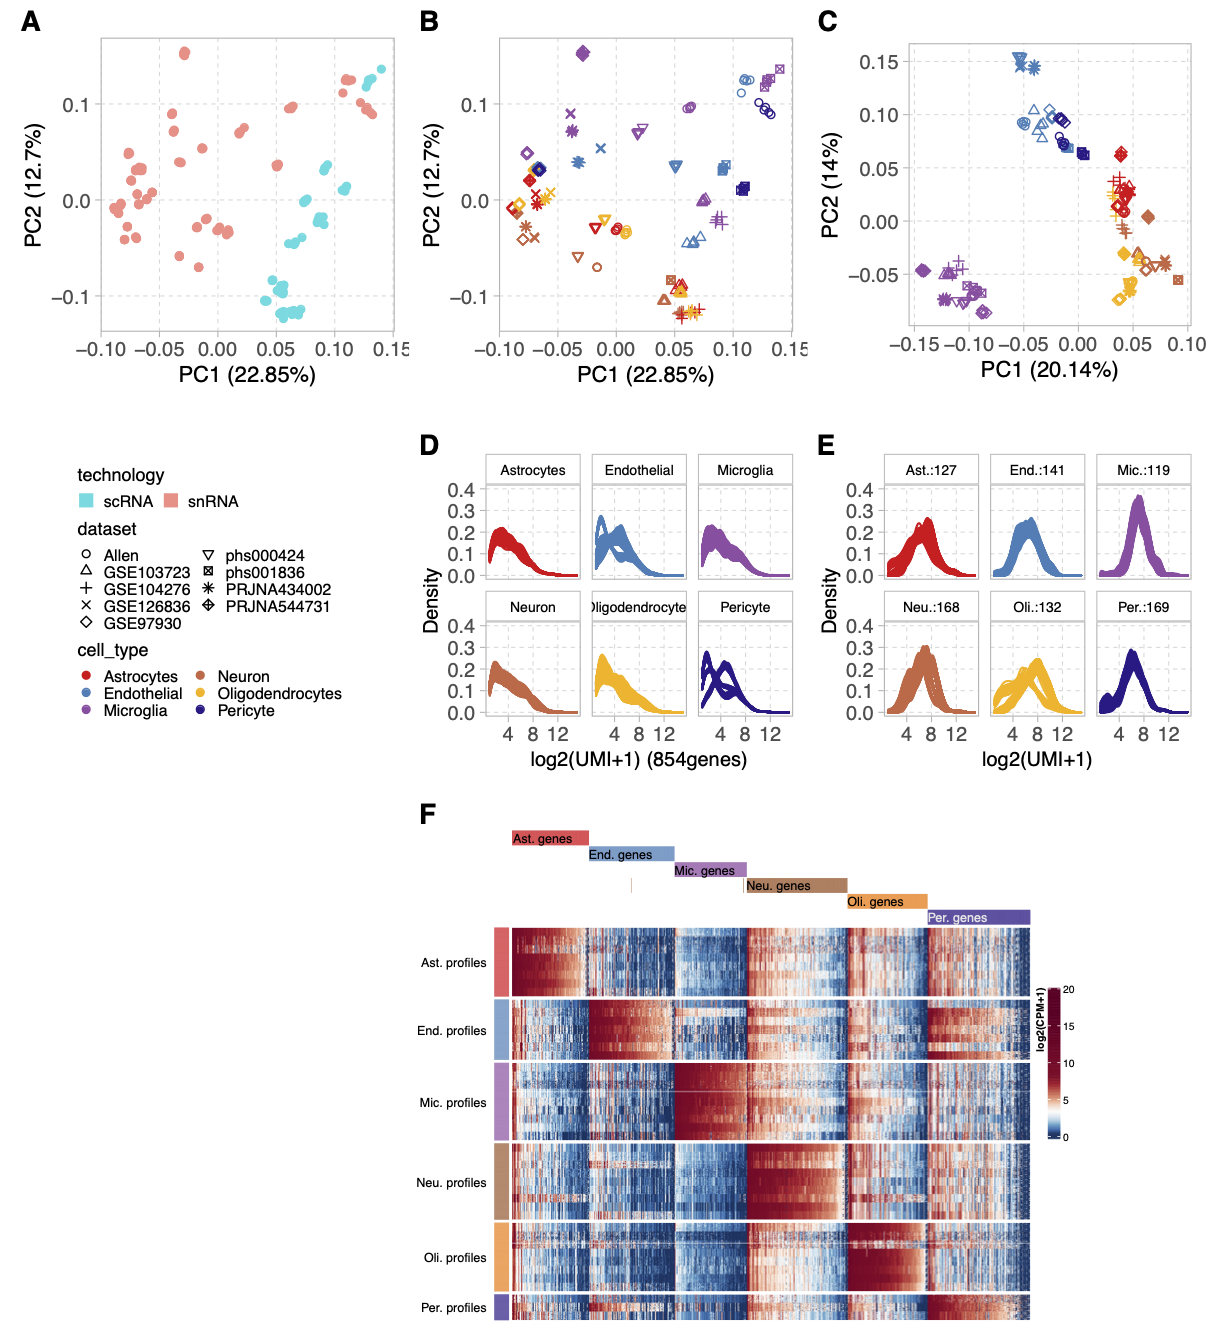 A
B
C
0.1
0.0
−0.1
PC2 (12.7%)
−0.10 −0.05 0.00 0.05 0.10 0.15
PC1 (22.85%)
0.1
0.0
−0.1
PC2 (12.7%)
−0.10 −0.05 0.00 0.05 0.10 0.15
PC1 (22.85%)
0.15
0.10
0.05
0.00
−0.05
PC2 (14%)
−0.15 −0.10 −0.05 0.00 0.05 0.10
PC1 (20.14%)
technology
scRNA snRNA
dataset
Allen phs000424
GSE103723 phs001836
GSE104276 PRJNA434002
GSE126836 PRJNA544731
GSE97930
cell_type
Astrocytes Neuron
Endothelial Oligodendrocytes
Microglia Pericyte
D
Astrocytes Endothelial Microglia
0.4
0.3
0.2
0.1
0.0
Density
Neuron Oligodendrocyte Pericyte
0.4
0.3
0.2
0.1
0.0
4 8 12 4 8 12 4 8 12
log2(UMI+1) (854genes)
E
Ast.:127 End.:141 Mic.:119
0.4
0.3
0.2
0.1
0.0
Density
Neu.:168 Oli.:132 Per.:169
0.4
0.3
0.2
0.1
0.0
4 8 12 4 8 12 4 8 12
log2(UMI+1)
F
Ast. genes
End. genes
Mic. genes
Neu. genes
Oli. genes
Per. genes
Ast. profiles
End. profiles
Mic. profiles
Neu. profiles
Oli. profiles
Per. profiles
log2(CPM+1)
20
15
10
5
0